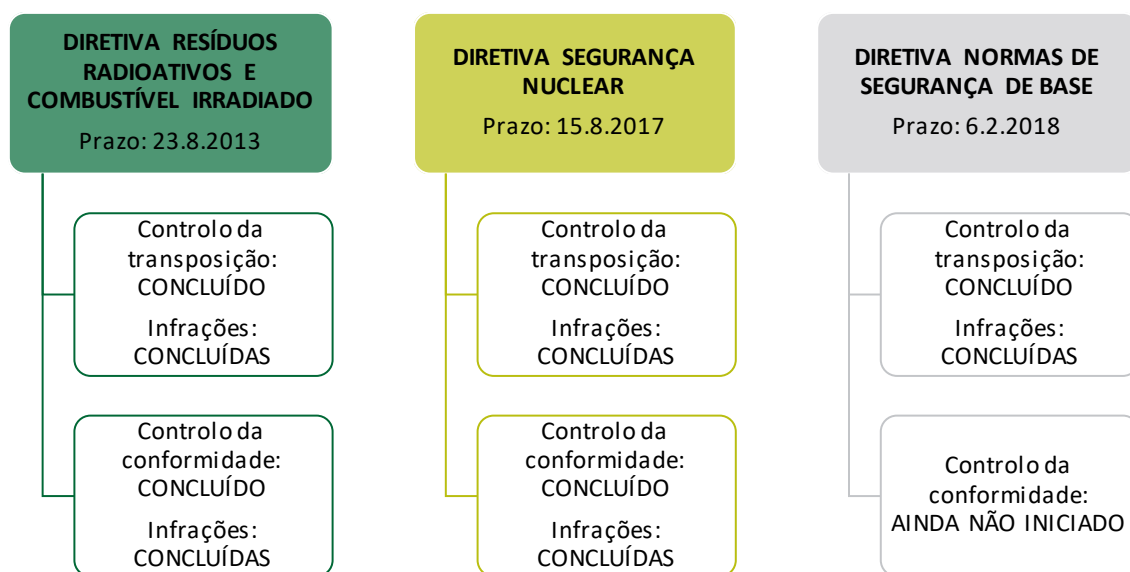 DIRETIVA RESÍDUOS
RADIOATIVOS E
COMBUSTÍVEL IRRADIADO
Prazo: 23.8.2013
Controlo da
transposição:
CONCLUÍDO
Infrações:
CONCLUÍDAS
Controlo da
conformidade:
CONCLUÍDO
Infrações:
CONCLUÍDAS
DIRETIVA SEGURANÇA
NUCLEAR
Prazo: 15.8.2017
Controlo da
transposição:
CONCLUÍDO
Infrações:
CONCLUÍDAS
Controlo da
conformidade:
CONCLUÍDO
Infrações:
CONCLUÍDAS
DIRETIVA NORMAS DE
SEGURANÇA DE BASE
Prazo: 6.2.2018
Controlo da
transposição:
CONCLUÍDO
Infrações:
CONCLUÍDAS
Controlo da
conformidade:
AINDA NÃO INICIADO